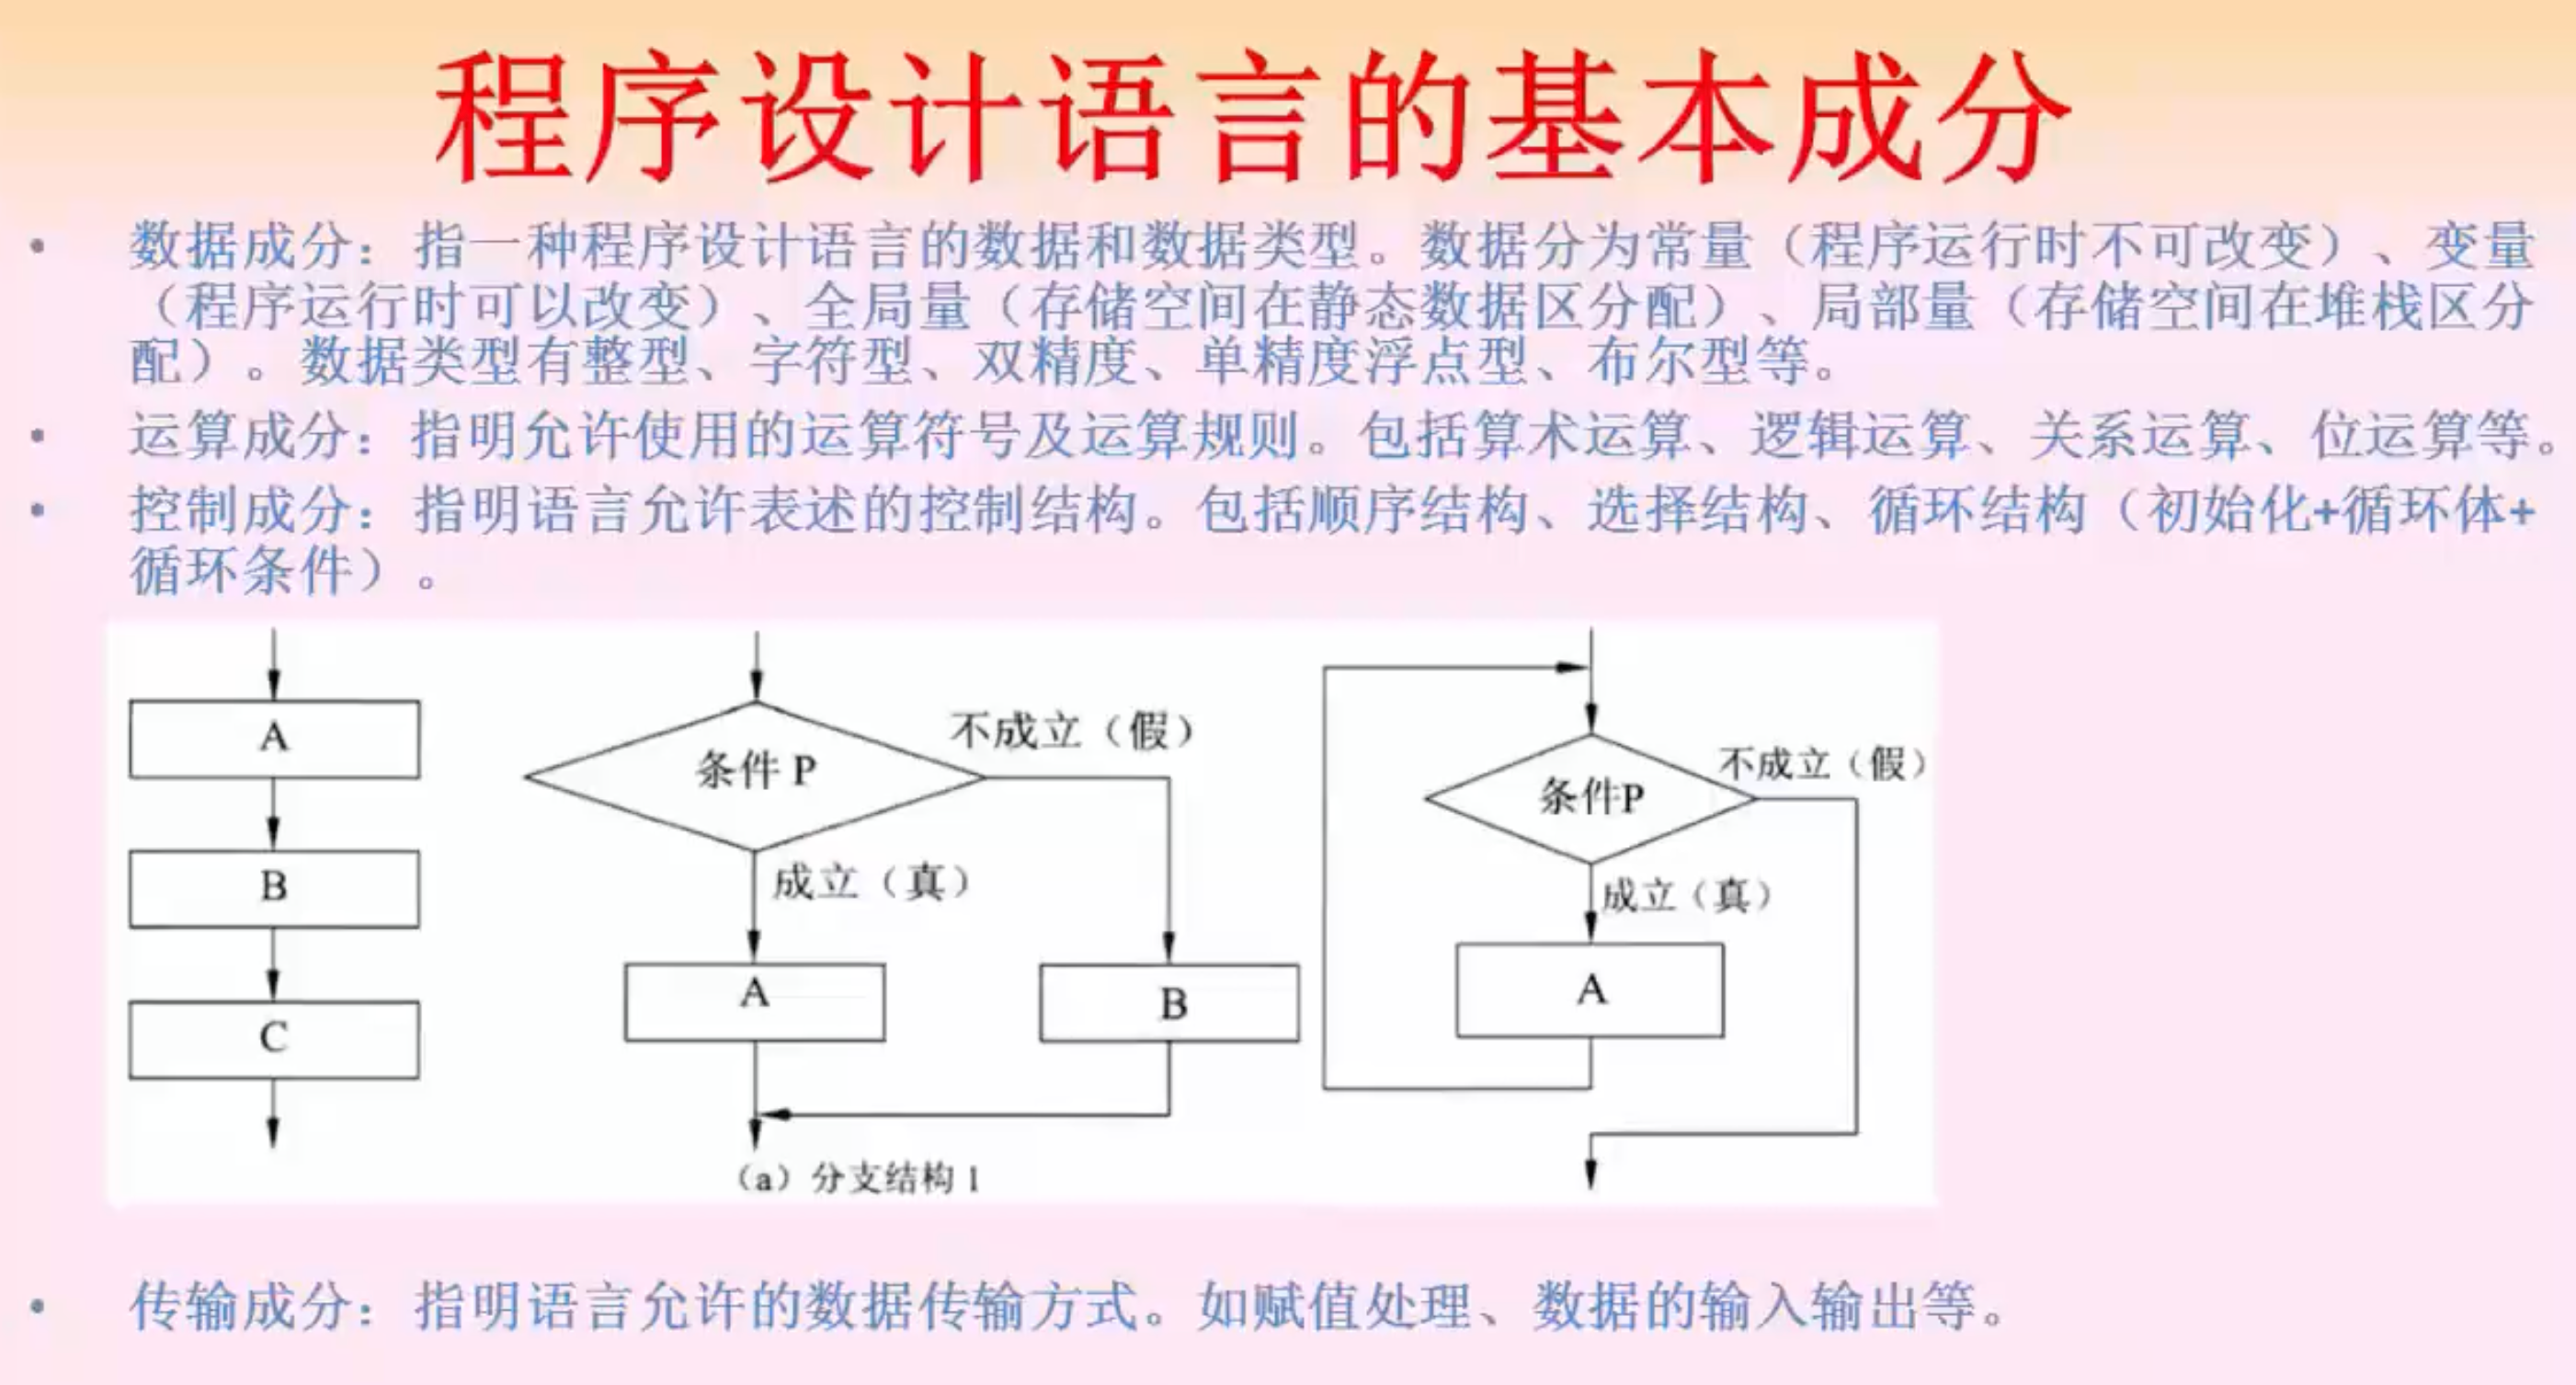 程序设计语言的基本成分
• 数据成分：指一种程序设计语言的数据和数据类型。数据分为常量（程序运行时不可改变）、变量
（程序运行时可以改变）、全局量（存储空间在静态数据区分配）、局部量（存储空间在堆栈区分
配）。数据类型有整型、字符型、双精度、单精度浮点型、布尔型等。
• 运算成分：指明允许使用的运算符号及运算规则。包括算术运算、逻辑运算、关系运算、位运算等。
• 控制成分：指明语言允许表述的控制结构。包括顺序结构、选择结构、循环结构（初始化+循环体+
循环条件）。
A
B
C
条件 P
不成立（假）
成立（真）
A
B
（a）分支结构 1
条件P
不成立（假）
成立（真）
A
• 传输成分：指明语言允许的数据传输方式。如赋值处理、数据的输入输出等。